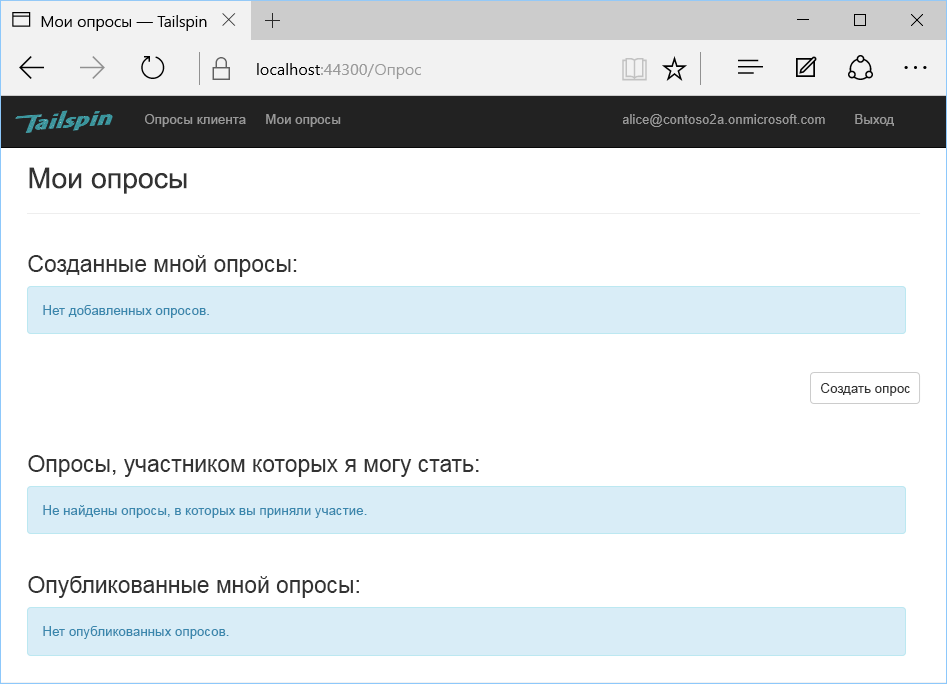 Мои опросы — Tailspin
localhost:44300/Опрос
Tailspin Опросы клиента Мои опросы alice@contoso2a.onmicrosoft.com Выход
Мои опросы
Созданные мной опросы:
Нет добавленных опросов.
Создать опрос
Опросы, участником которых я могу стать:
Не найдены опросы, в которых вы приняли участие.
Опубликованные мной опросы:
Нет опубликованных опросов.